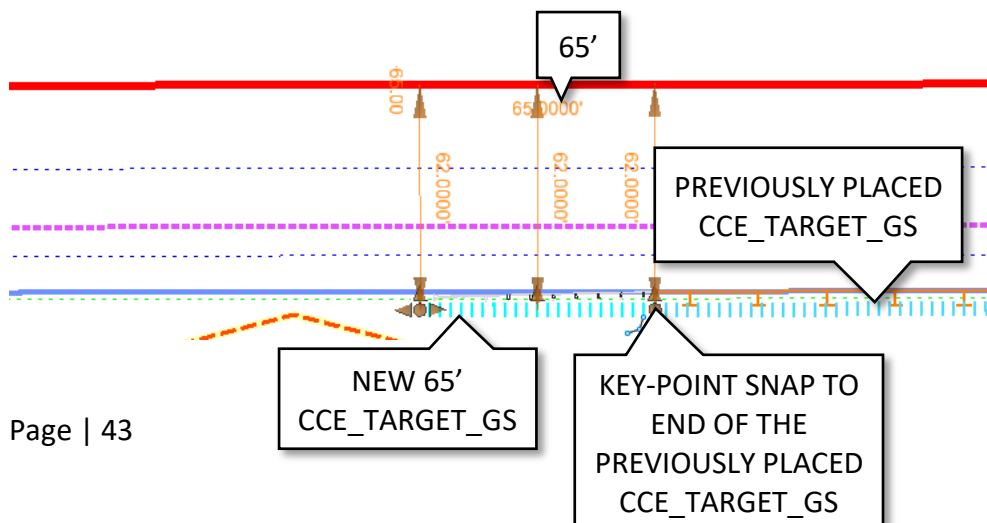 65’
65.00
65.0000'
62.0000'
62.0000'
62.0000'
PREVIOUSLY PLACED
CCE_TARGET_GS
NEW 65’
CCE_TARGET_GS
KEY-POINT SNAP TO
END OF THE
PREVIOUSLY PLACED
CCE_TARGET_GS
Page | 43